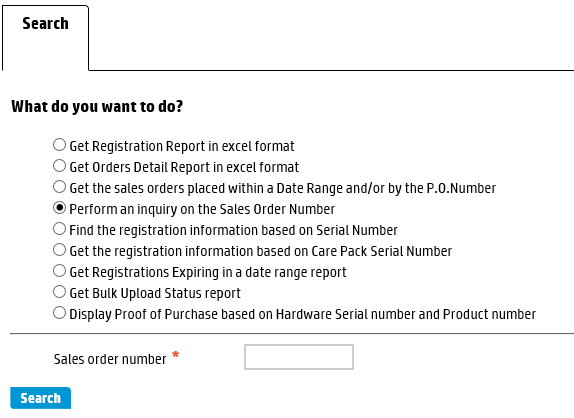 Search
What do you want to do?
Get Registration Report in excel format
Get Orders Detail Report in excel format
Get the sales orders placed within a Date Range and/or by the P.O.Number
Perform an inquiry on the Sales Order Number
Find the registration information based on Serial Number
Get the registration information based on Care Pack Serial Number
Get Registrations Expiring in a date range report
Get Bulk Upload Status report
Display Proof of Purchase based on Hardware Serial number and Product number
Sales order number *
Search